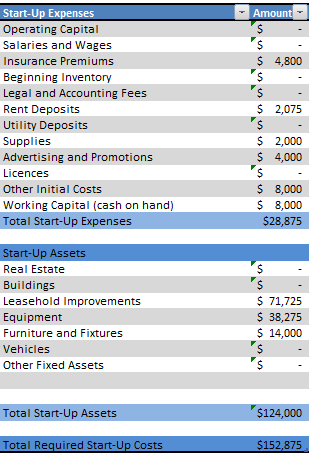 Start-Up Expenses Amount
Operating Capital $ -
Salaries and Wages $ -
Insurance Premiums $ 4,800
Beginning Inventory $ -
Legal and Accounting Fees $ -
Rent Deposits $ 2,075
Utility Deposits $ -
Supplies $ 2,000
Advertising and Promotions $ 4,000
Licences $ -
Other Initial Costs $ 8,000
Working Capital (cash on hand) $ 8,000
Total Start-Up Expenses $28,875
Start-Up Assets
Real Estate $ -
Buildings $ -
Leasehold Improvements $ 71,725
Equipment $ 38,275
Furniture and Fixtures $ 14,000
Vehicles $ -
Other Fixed Assets $ -
Total Start-Up Assets $124,000
Total Required Start-Up Costs $152,875